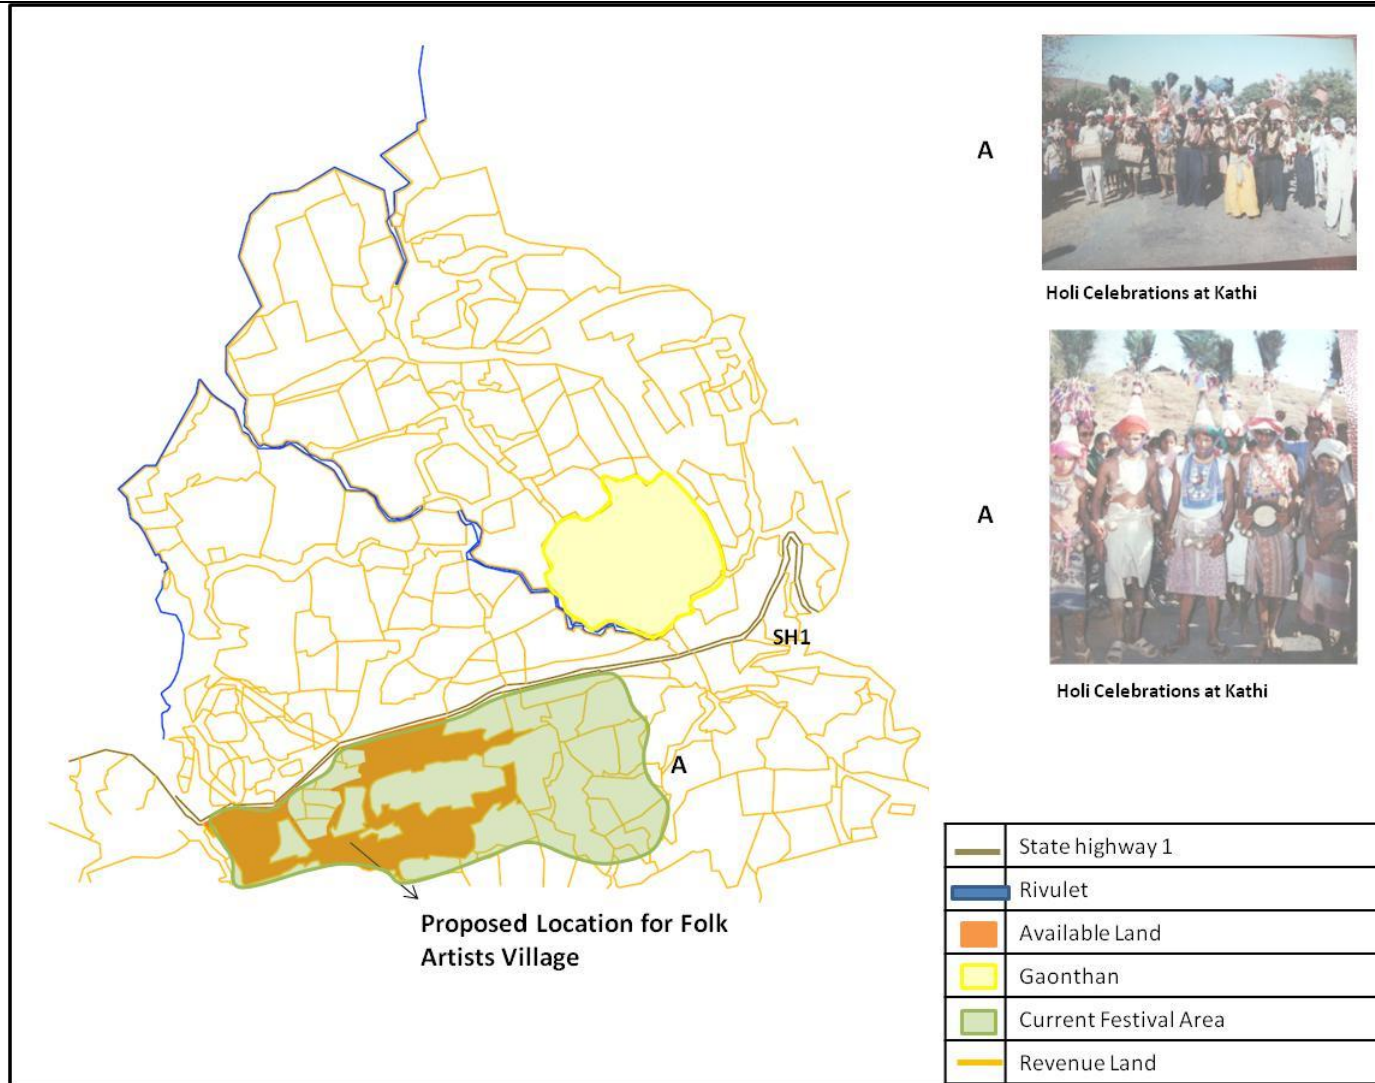 A
Holi Celebrations at Kathi
A
Holi Celebrations at Kathi
SH1
A
Proposed Location for Folk
Artists Village
State highway 1
Rivulet
Available Land
Gaonthan
Current Festival Area
Revenue Land